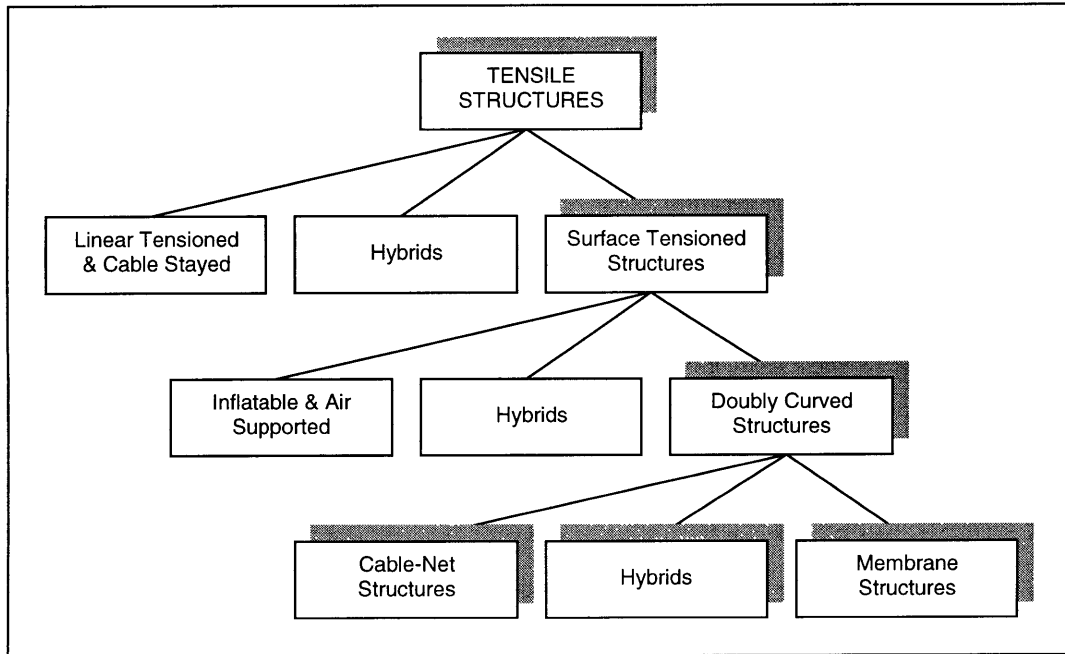 TENSILE
STRUCTURES
Linear Tensioned
& Cable Stayed
Hybrids
Surface Tensioned
Structures
Inflatable & Air
Supported
Hybrids
Doubly Curved
Structures
Cable-Net
Structures
Hybrids
Membrane
Structures